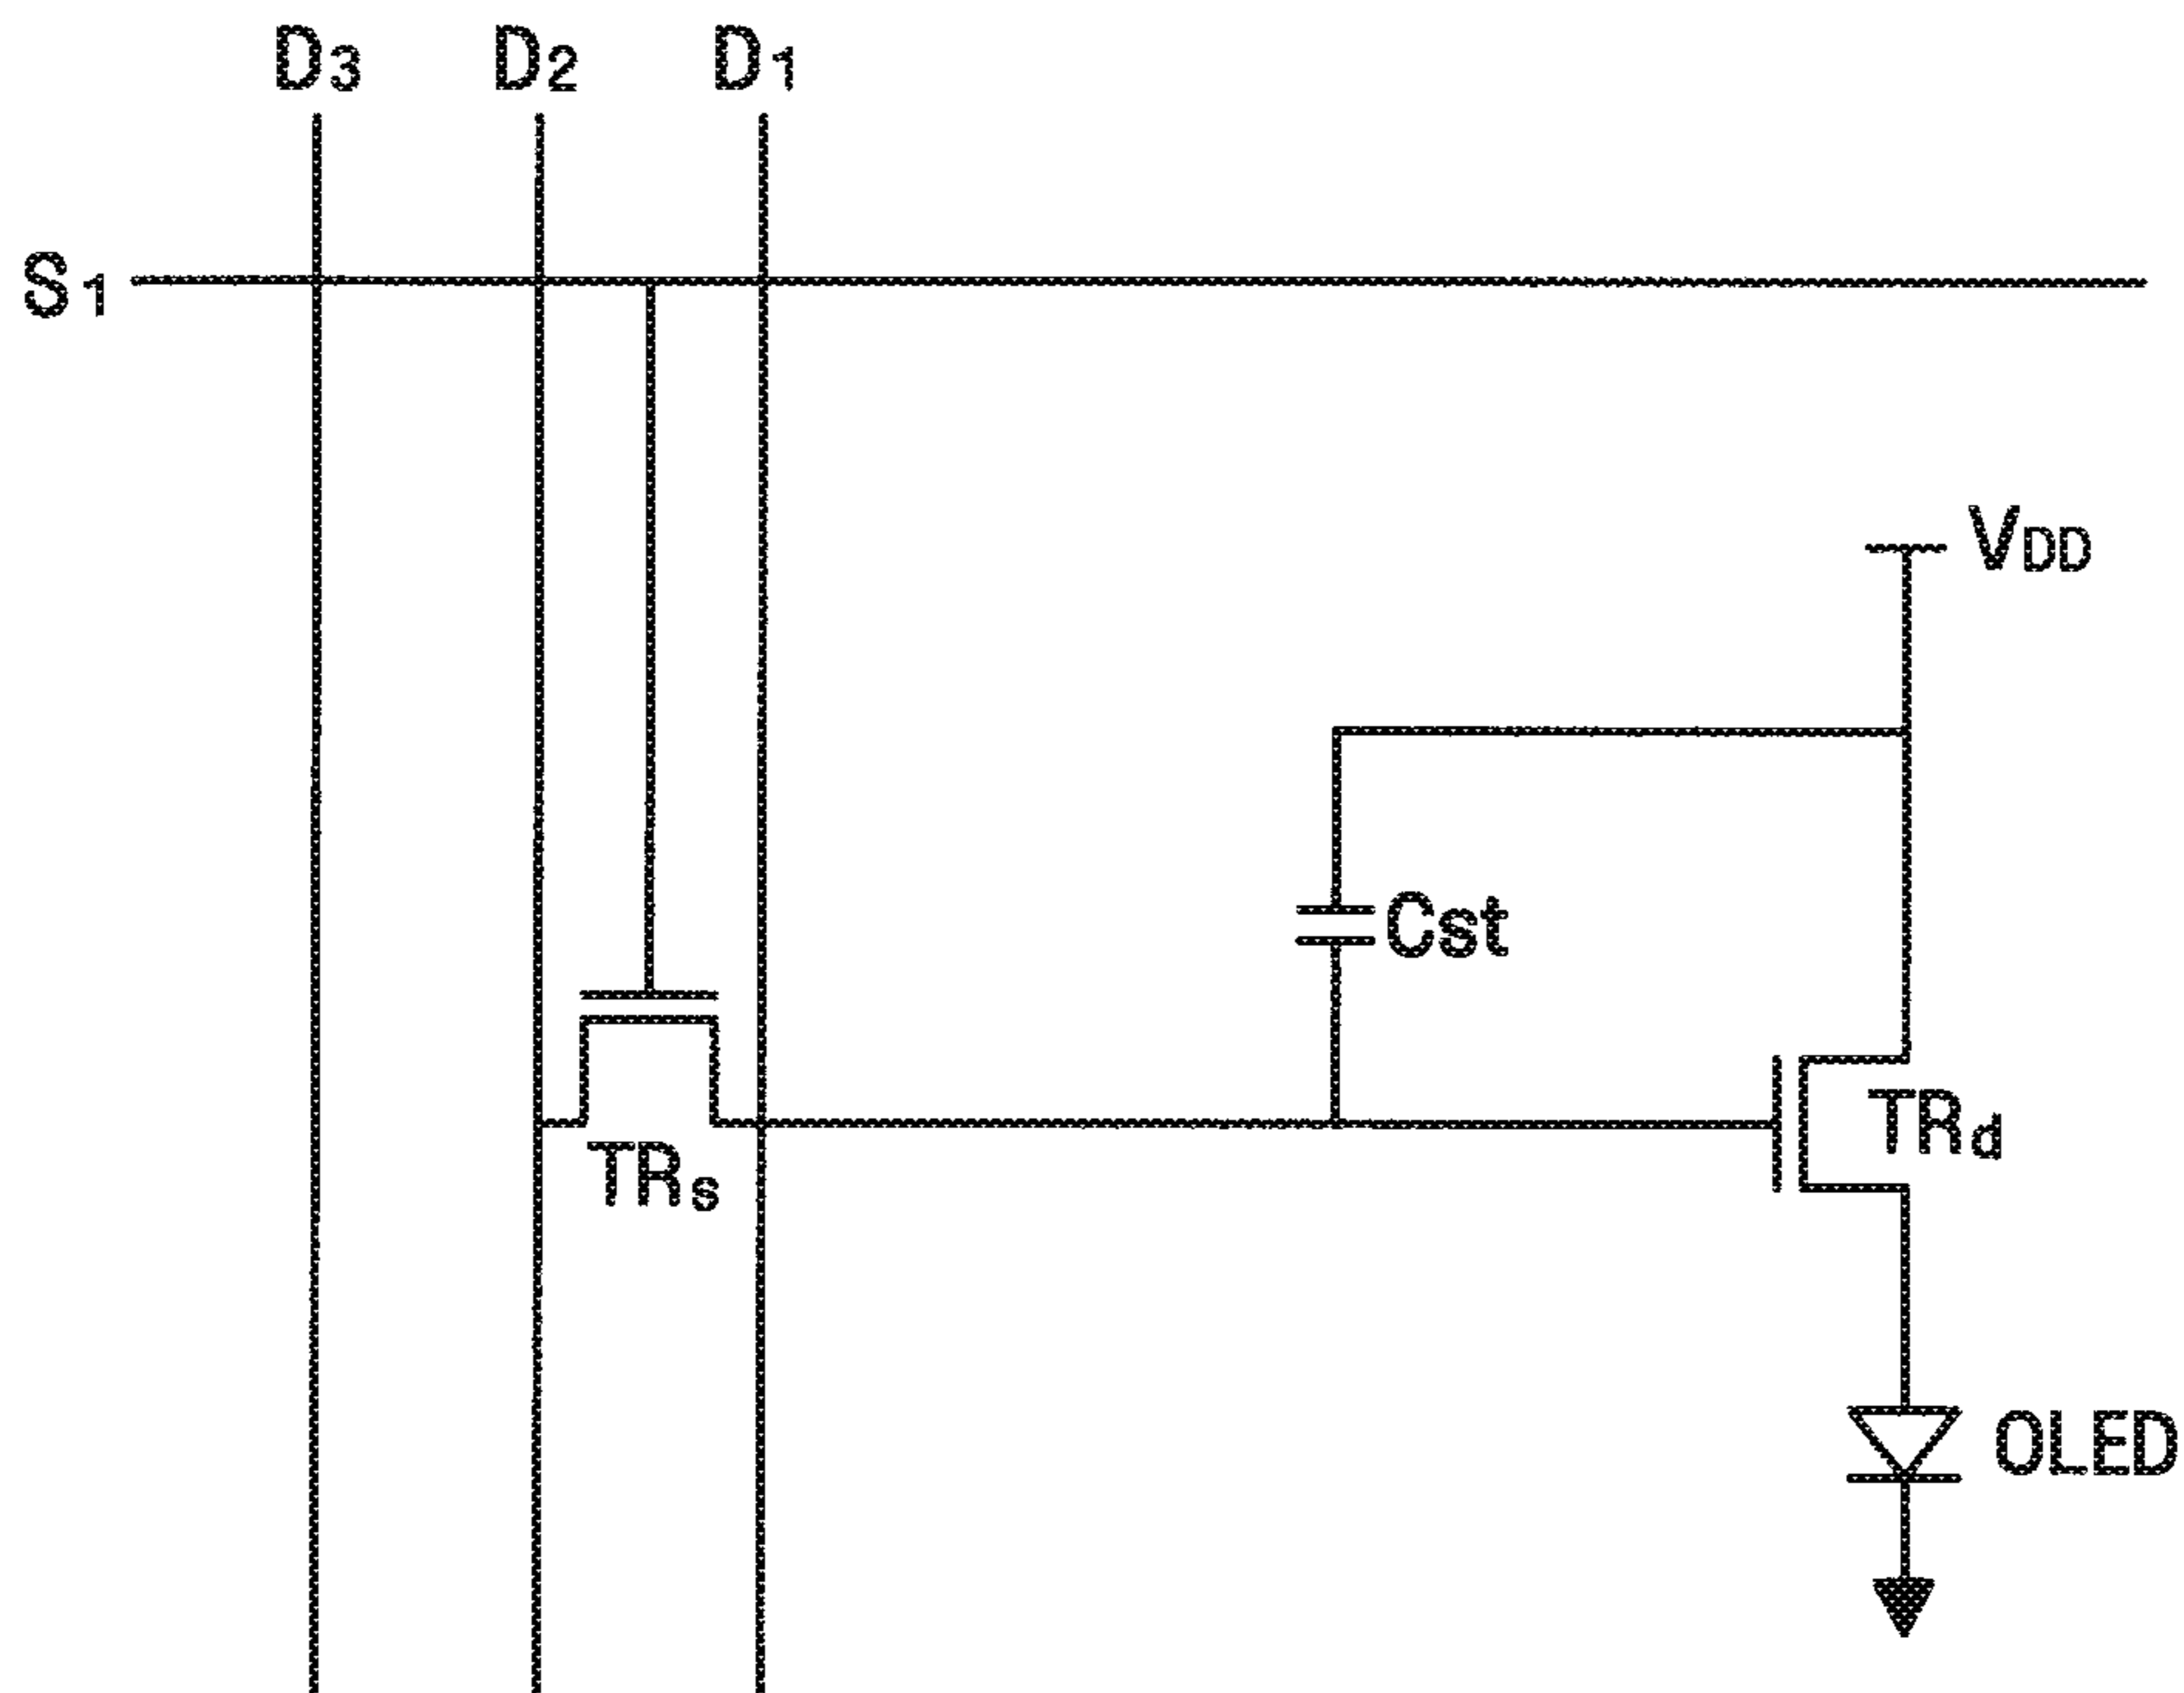 D3 D2 D1
S1
VDD
Cst
TRd
TRs
OLED